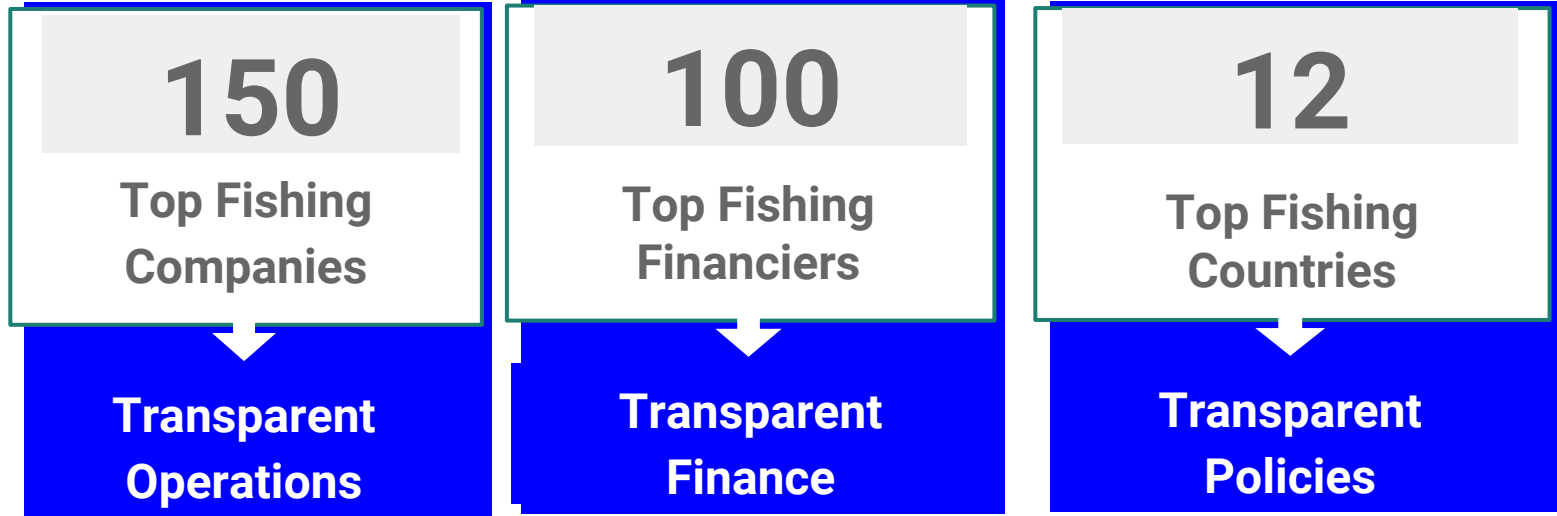 150
Top Fishing
Companies
Transparent
Operations
100
Top Fishing
Financiers
Transparent
Finance
12
Top Fishing
Countries
Transparent
Policies